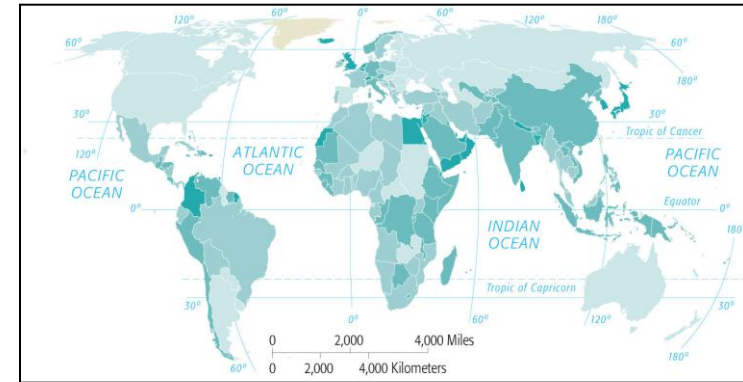 120° 60° 0° 60° 120° 180°
60° 60°
180°
30° 30°
Tropic of Cancer
120°
ATLANTIC
OCEAN
PACIFIC
OCEAN
PACIFIC
OCEAN
0° Equator 0°
INDIAN
OCEAN
180°
Tropic of Capricorn
30° 0° 60° 120° 30°
60° 180°
0 2,000 4,000 Miles
0 2,000 4,000 Kilometers